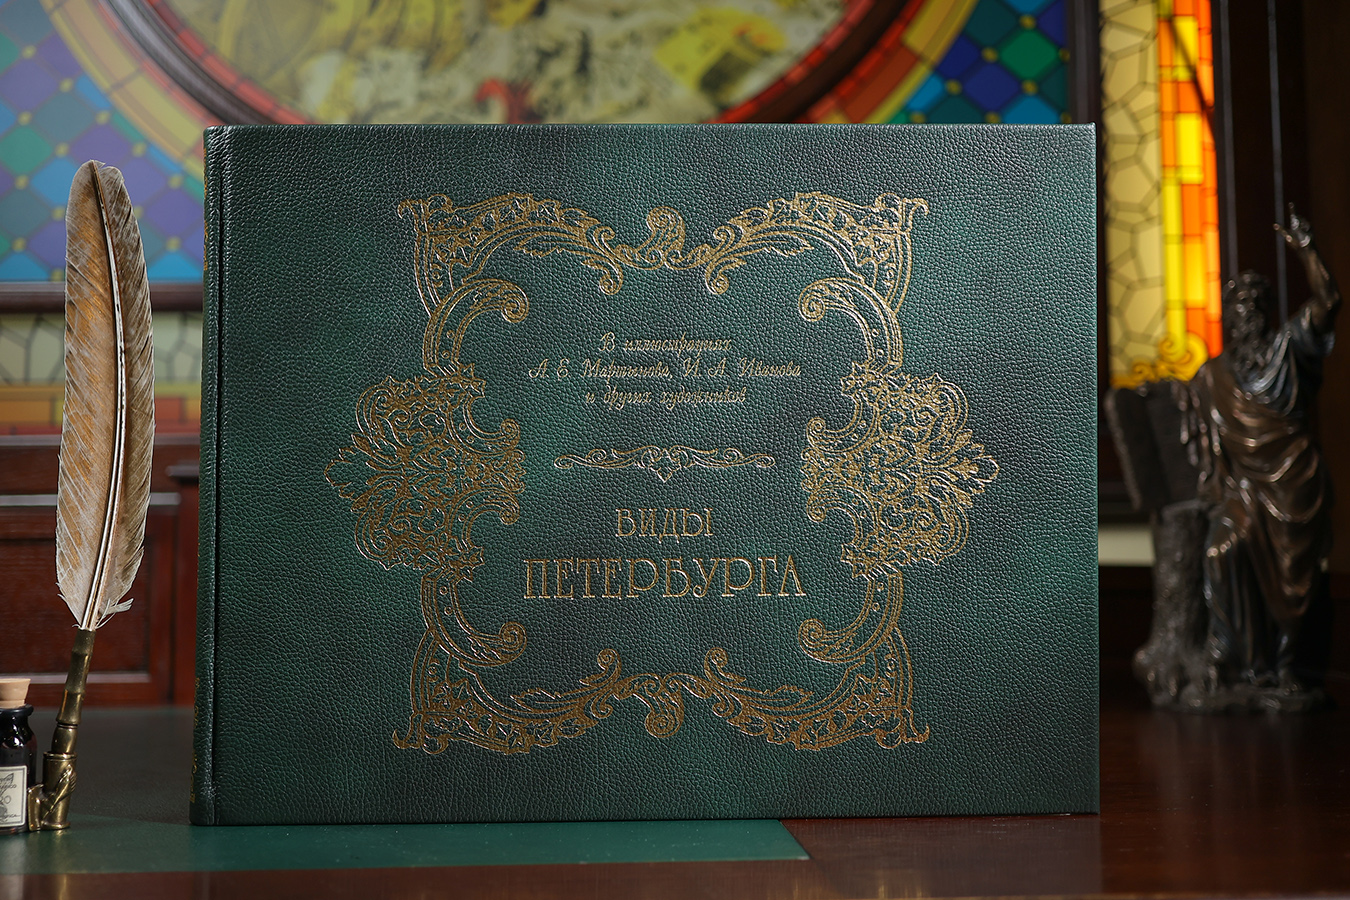 В иллюстрациях
А. Е. Мартынова, И. А. Иванова
и других художников
ВИДЫ
ПЕТЕРБУРГА